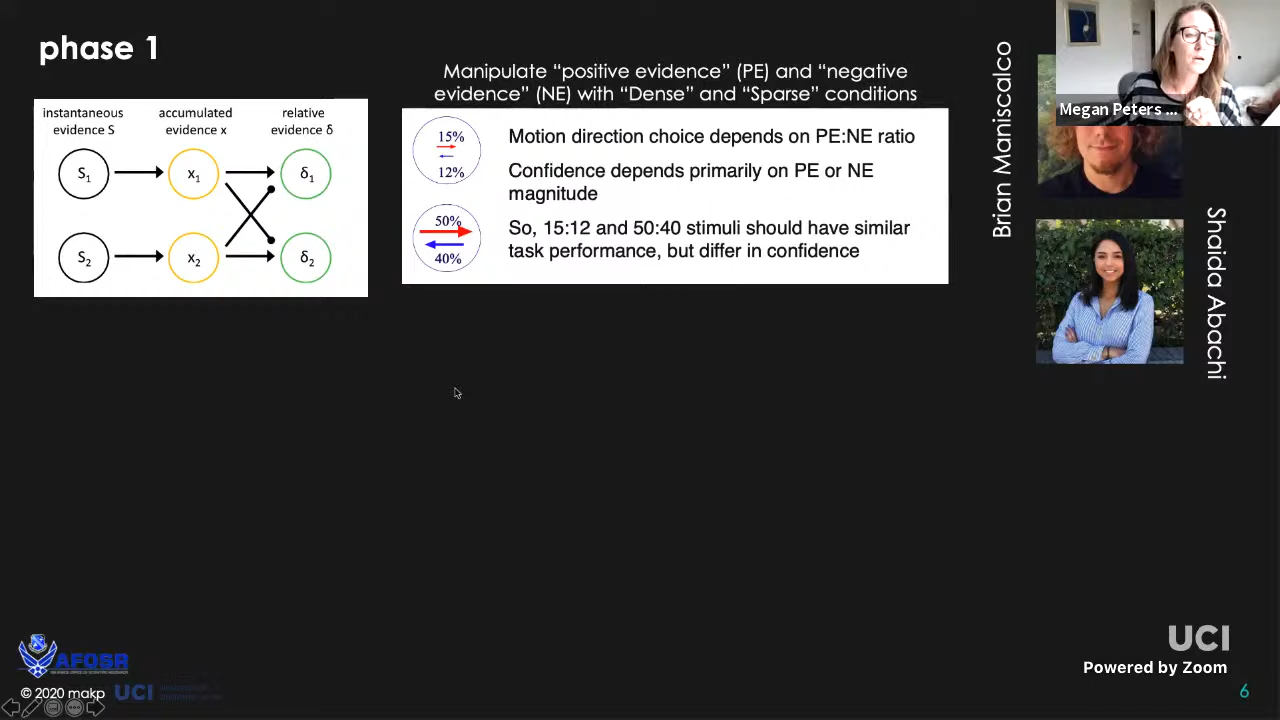 phase 1
instantaneous
evidence S
accumulated
evidence x
relative
evidence δ
S1
x1
δ1
S2
x2
δ2
Manipulate “positive evidence” (PE) and “negative
evidence” (NE) with “Dense” and “Sparse” conditions
15%
12%
Motion direction choice depends on PE:NE ratio
Confidence depends primarily on PE or NE
magnitude
50%
40%
So, 15:12 and 50:40 stimuli should have similar
task performance, but differ in confidence
Brian Maniscalco
Megan Peters ...
Shaida Abachi
AFOSR
© 2020 makp
UCI
UCI
Powered by Zoom
6